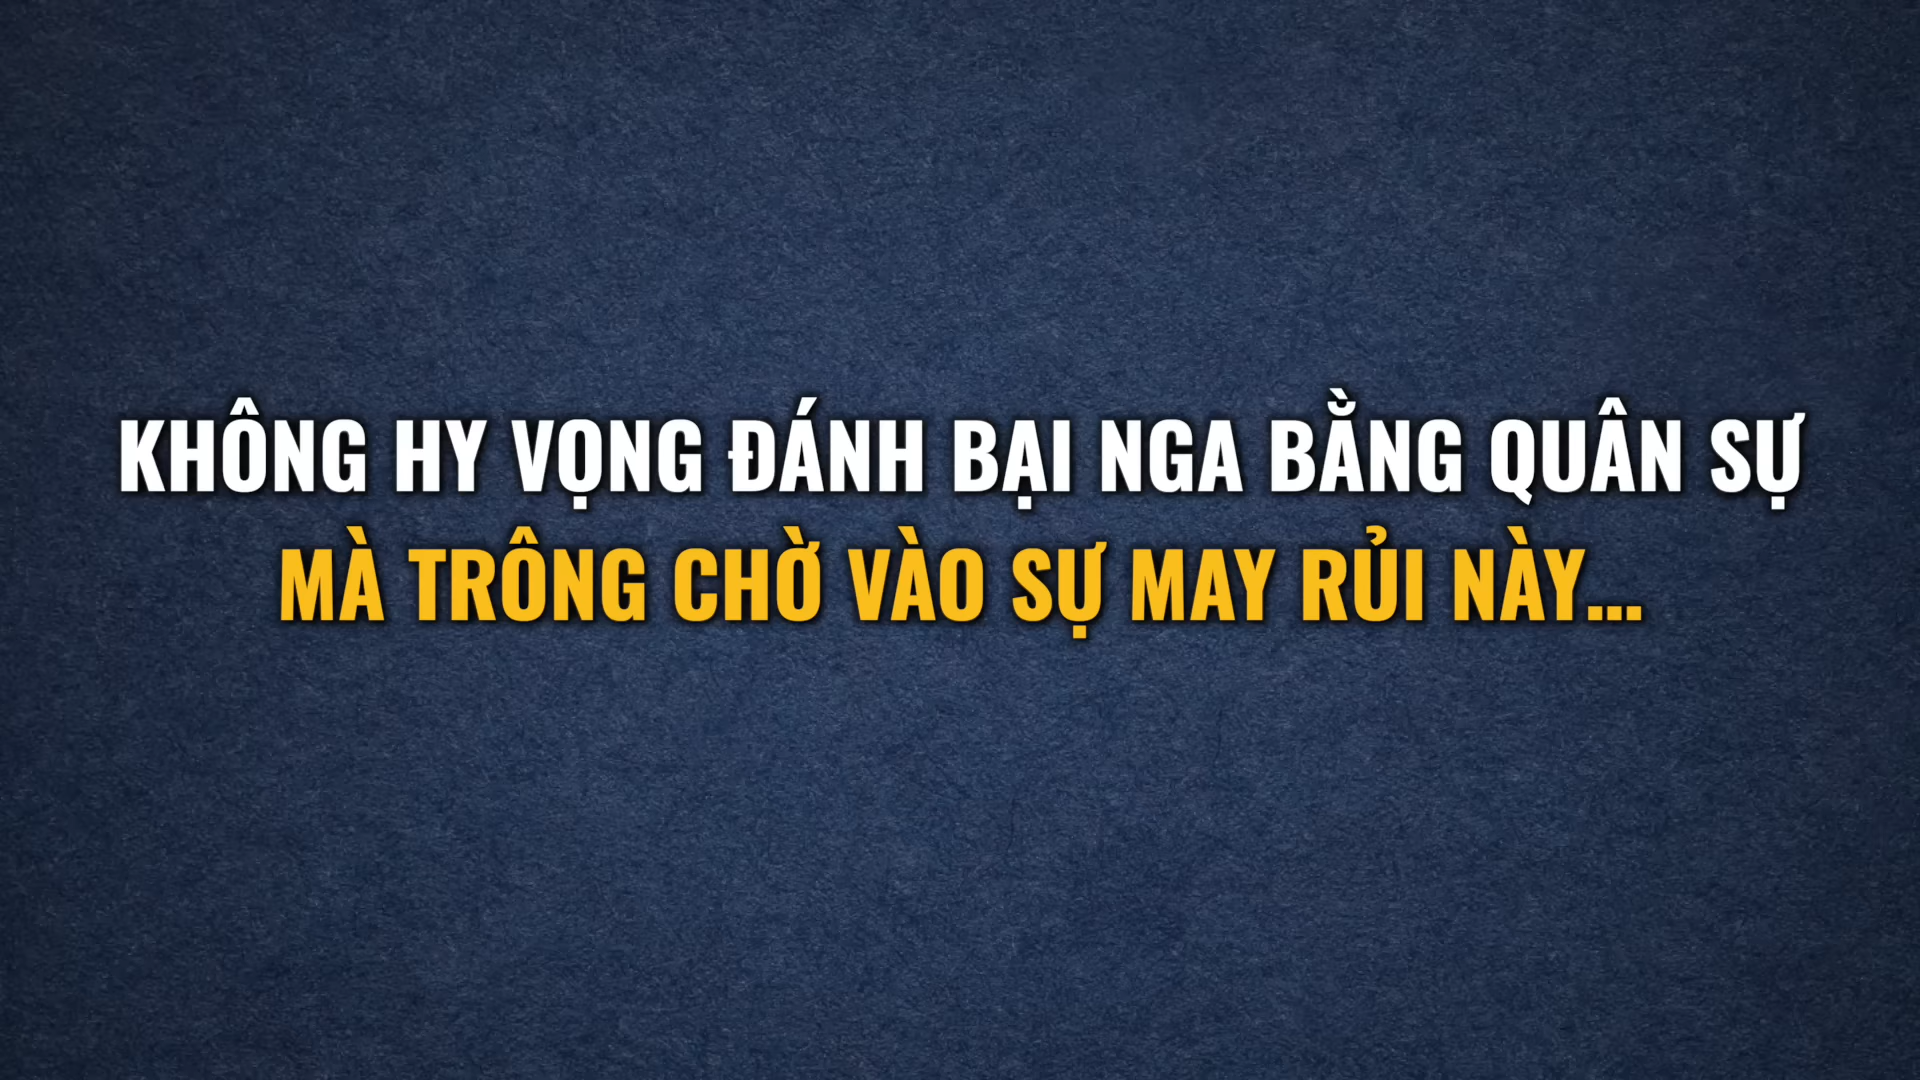 KHÔNG HY VỌNG ĐÁNH BẠI NGA BẰNG QUÂN SỰ
MÀ TRÔNG CHỜ VÀO SỰ MAY RỦI NÀY...